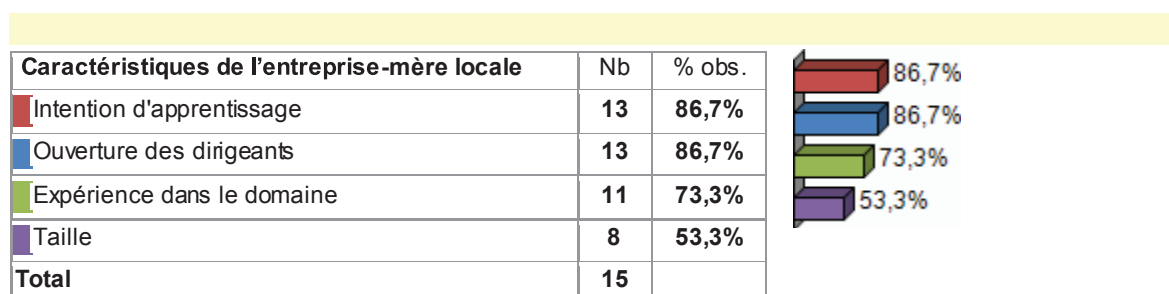 Caractéristiques de l'entreprise-mère locale Nb % obs.
Intention d'apprentissage 13 86,7%
Ouverture des dirigeants 13 86,7%
Expérience dans le domaine 11 73,3%
Taille 8 53,3%
Total 15
86,7%
86,7%
73,3%
53,3%